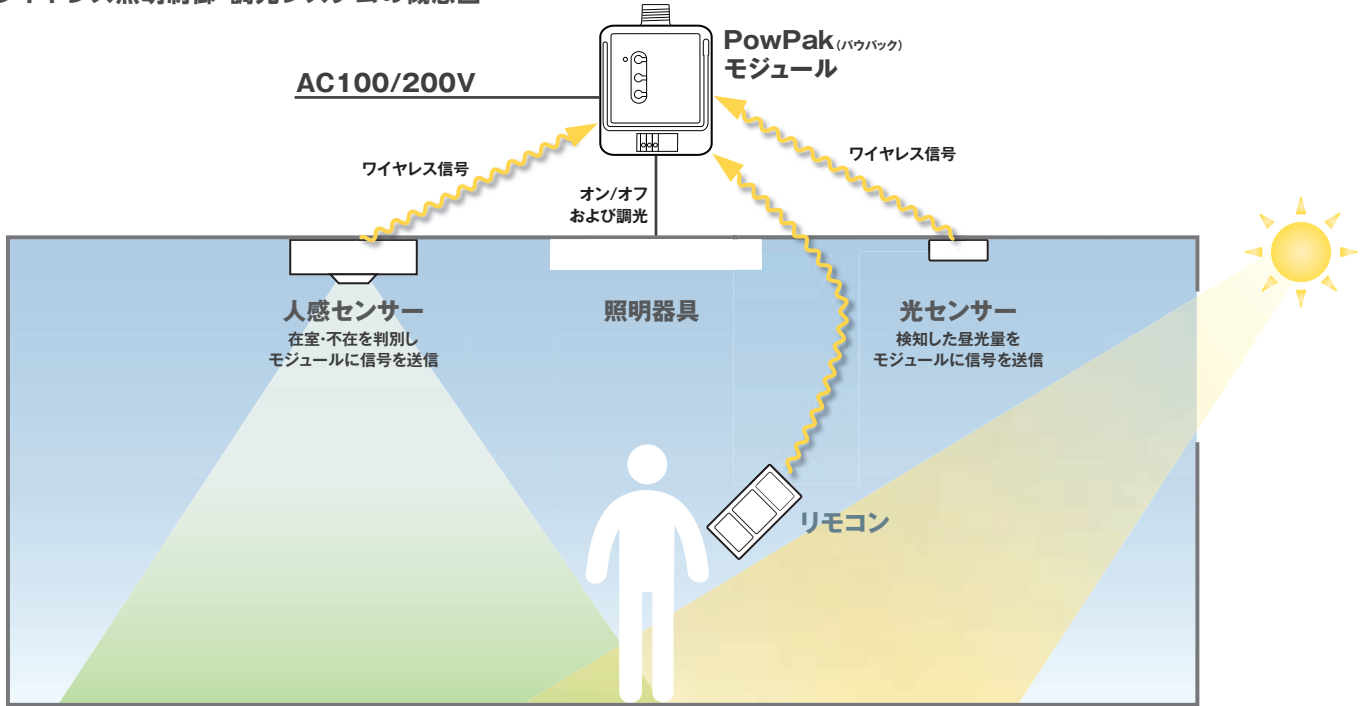 PowPak(パウパック)
モジュール
AC100/200V
ワイヤレス信号
ワイヤレス信号
オン/オフ
および調光
人感センサー
在室・不在を判別し
モジュールに信号を送信
照明器具
光センサー
検知した昼光量を
モジュールに信号を送信
リモコン